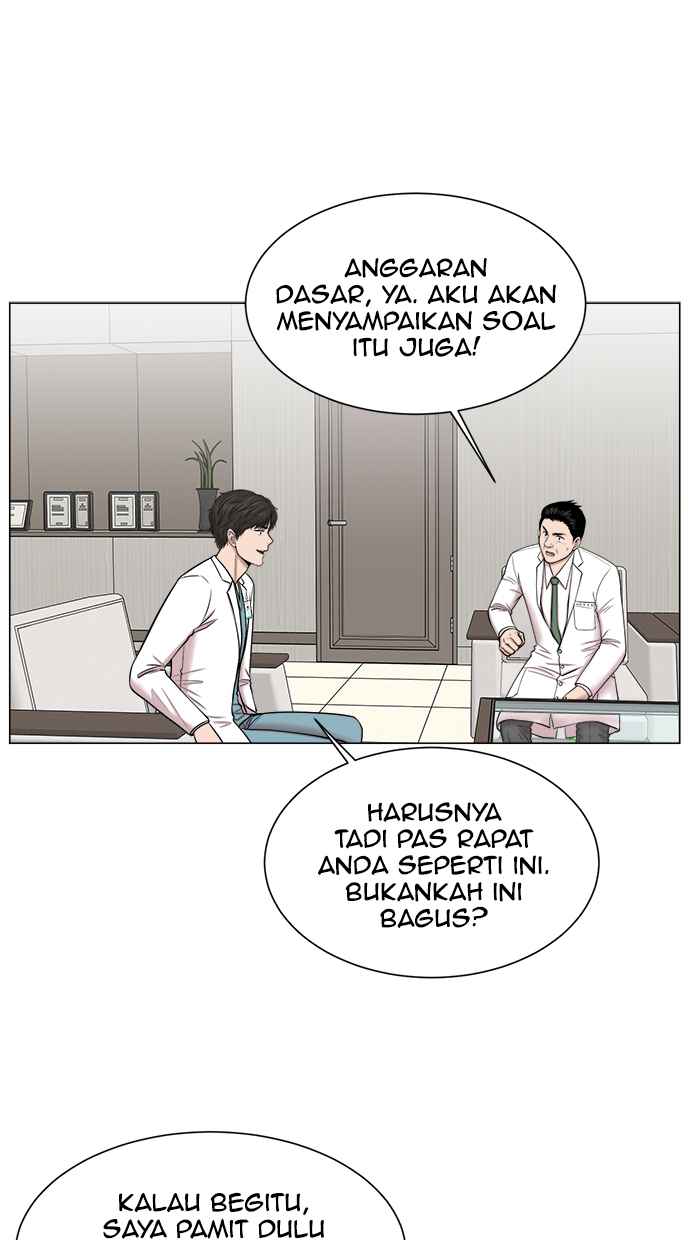 ANGGARAN
DASAR, YA. AKU AKAN
MENYAMPAIKAN SOAL
ITU JUGA!
HARUSNYA
TADI PAS RAPAT
ANDA SEPERTI INI.
BUKANKAH INI
BAGUS?
KALAU BEGITU,
SAYA PAMIT DULU